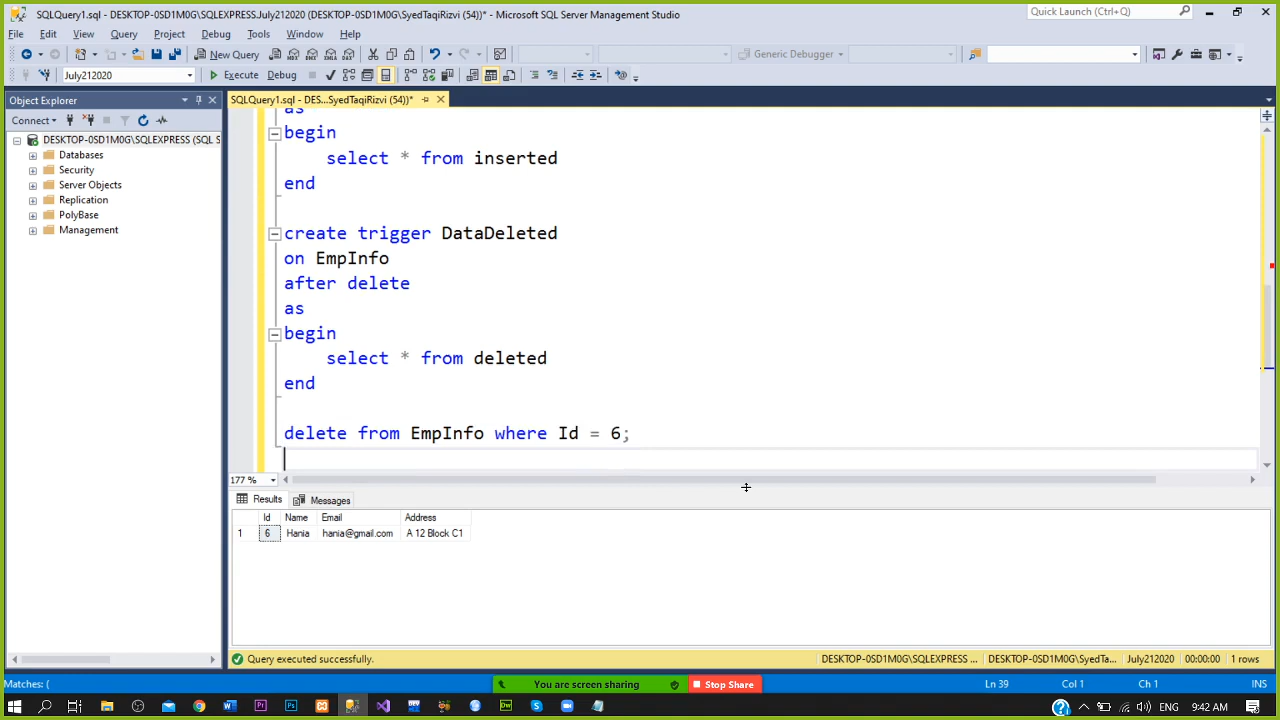 SQLQuery1.sql - DESKTOP-0SD1M0G\SQLEXPRESS.July212020 (DESKTOP-0SD1M0G\SyedTaqiRizvi (54))* - Microsoft SQL Server Management Studio
Quick Launch (Ctrl+Q)
File Edit View Query Project Debug Tools Window Help
New Query
Generic Debugger
July212020
Execute Debug
Object Explorer
SQLQuery1.sql - DES...SyedTaqiRizvi (54))*
Connect
DESKTOP-0SD1M0G\SQLEXPRESS (SQL S
Databases
Security
Server Objects
Replication
PolyBase
Management
as
begin
select * from inserted
end
create trigger DataDeleted
on EmpInfo
after delete
as
begin
select * from deleted
end
delete from EmpInfo where Id = 6;
177 %
Results Messages
Id Name Email Address
1 6 Hania hania@gmail.com A 12 Block C1
Query executed successfully.
DESKTOP-0SD1M0G\SQLEXPRESS ... DESKTOP-0SD1M0G\SyedTa... July212020 00:00:00 1 rows
Matches: (
You are screen sharing Stop Share
Ln 39 Col 1 Ch 1 INS
ENG 9:42 AM